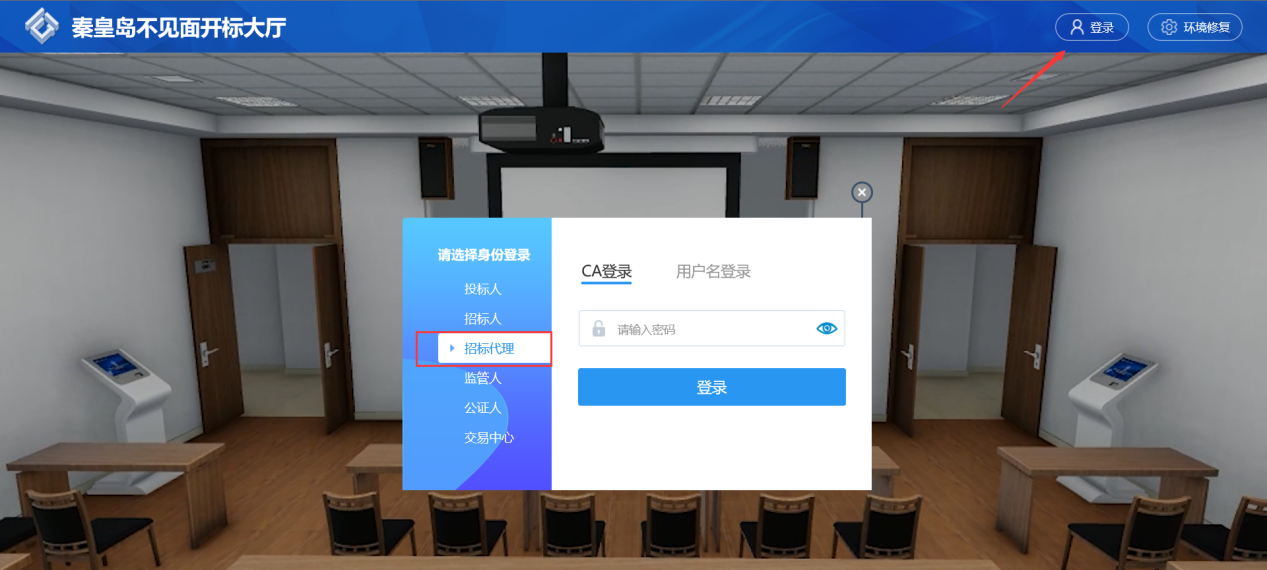 秦皇岛不见面开标大厅
登录
环境修复
请选择身份登录
投标人
招标人
招标代理
监管人
公证人
交易中心
CA登录
用户名登录
请输入密码
登录